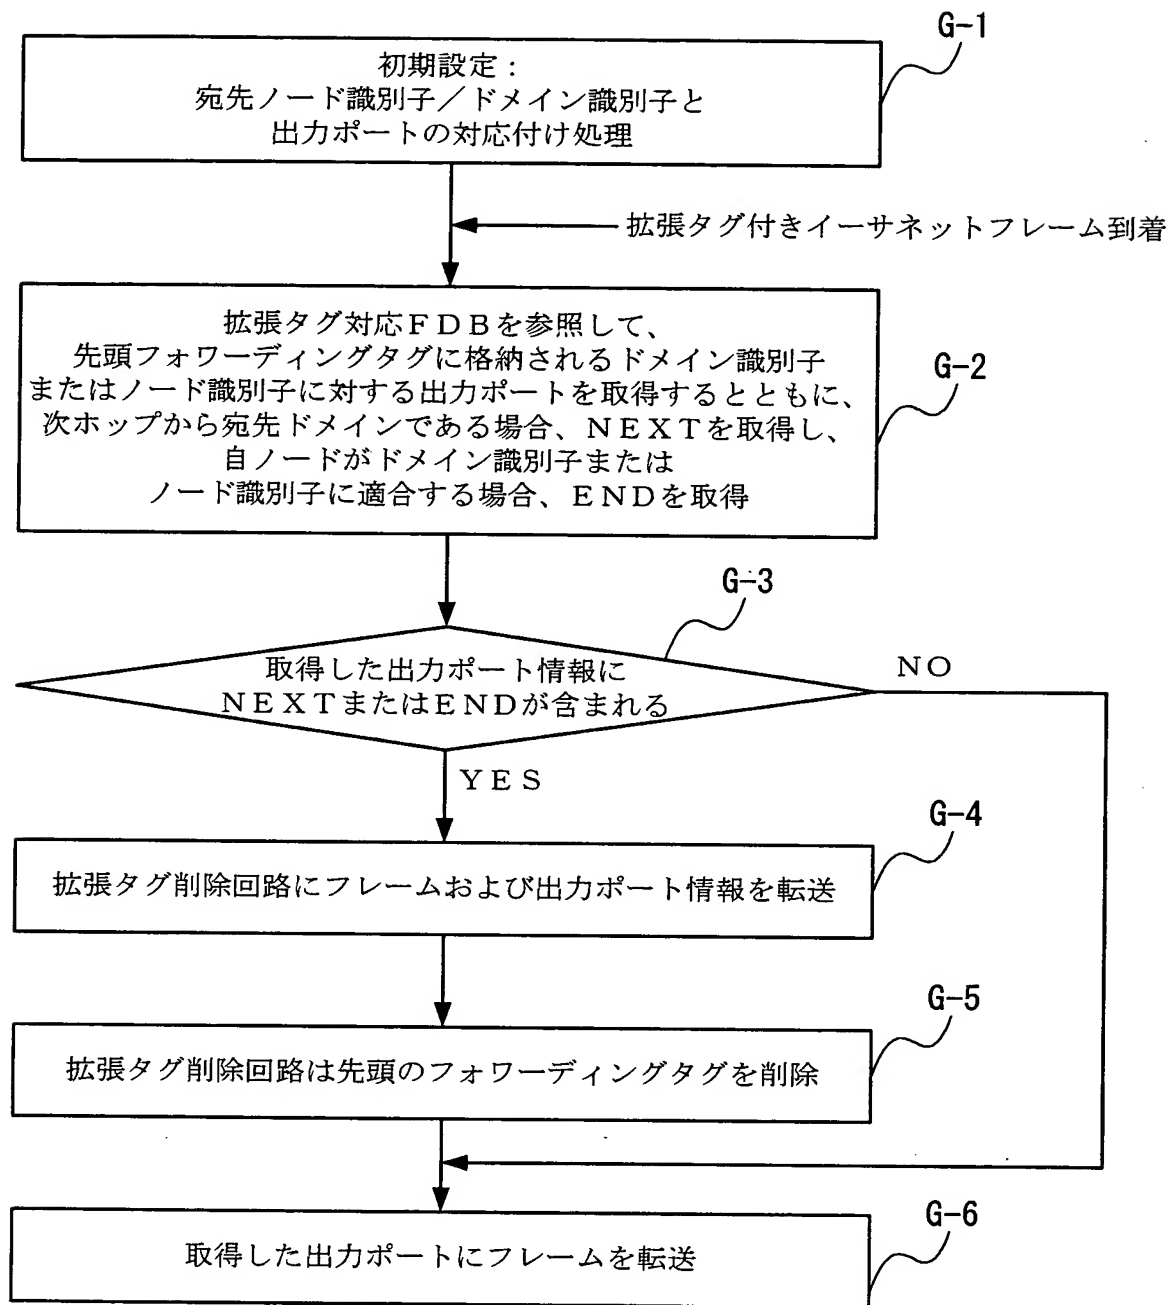 G-1
初期設定：
宛先ノード識別子／ドメイン識別子と
出力ポートの対応付け処理
拡張タグ付きイーサネットフレーム到着
拡張タグ対応ＦＤＢを参照して、
先頭フォワーディングタグに格納されるドメイン識別子
またはノード識別子に対する出力ポートを取得するとともに、
次ホップから宛先ドメインである場合、ＮＥＸＴを取得し、
自ノードがドメイン識別子または
ノード識別子に適合する場合、ＥＮＤを取得
G-2
G-3
取得した出力ポート情報に
ＮＥＸＴまたはＥＮＤが含まれる
NO
YES
G-4
拡張タグ削除回路にフレームおよび出力ポート情報を転送
G-5
拡張タグ削除回路は先頭のフォワーディングタグを削除
G-6
取得した出力ポートにフレームを転送